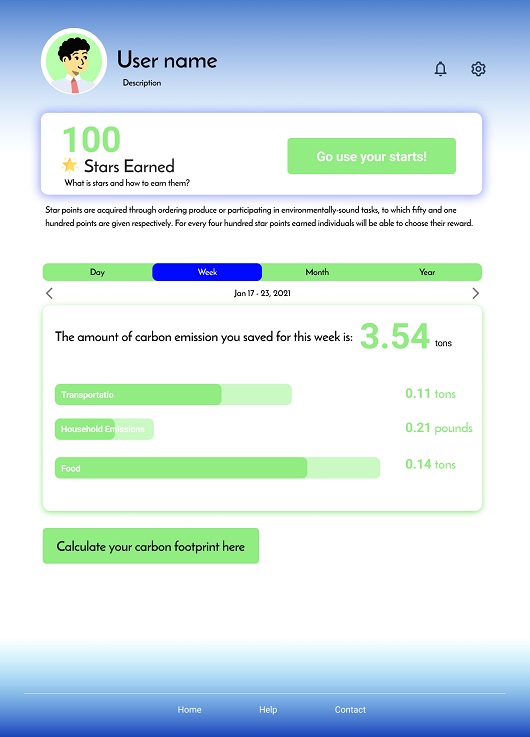 User name
Description
100
Stars Earned
What is stars and how to earn them?
Go use your starts!
Star points are acquired through ordering produce or participating in environmentally-sound tasks, to which fifty and one
hundred points are given respectively. For every four hundred star points earned individuals will be able to choose their reward.
Day Week Month Year
Jan 17 - 23, 2021
The amount of carbon emission you saved for this week is: 3.54 tons
Transportatio 0.11 tons
Household Emissions 0.21 pounds
Food 0.14 tons
Calculate your carbon footprint here
Home Help Contact